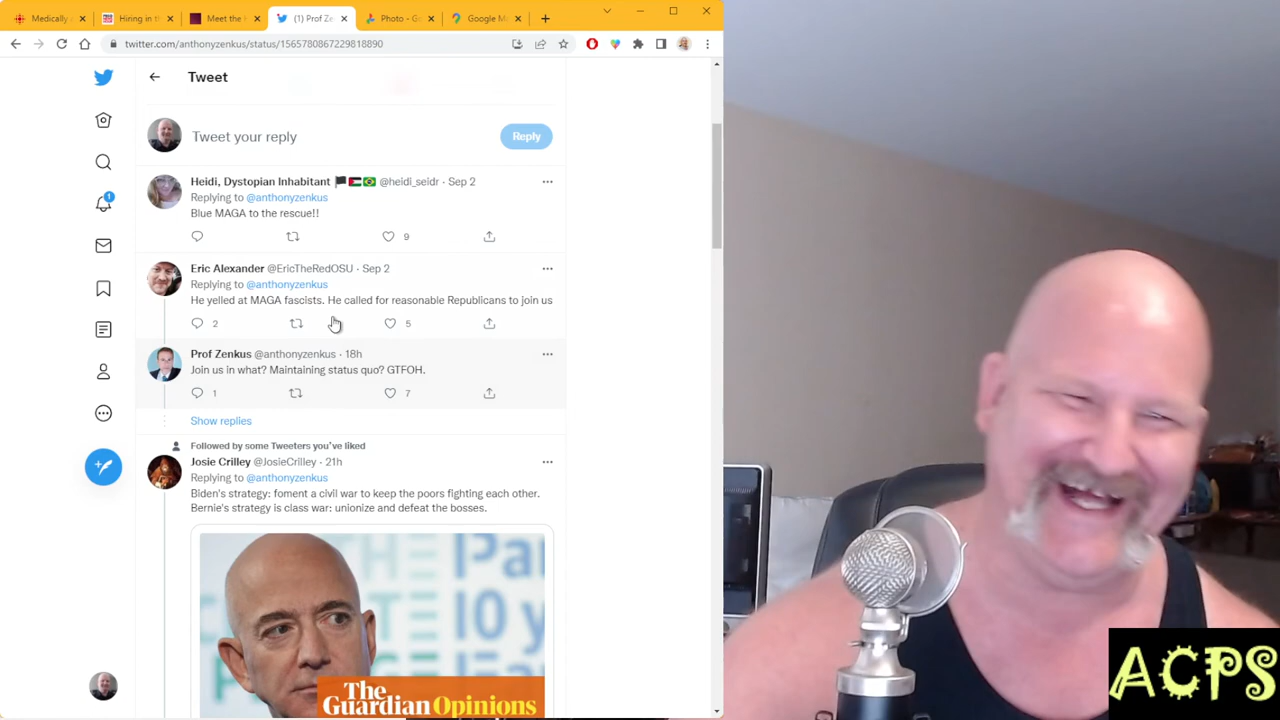 Medically
Hiring in t
Meet the
(1) Prof Ze
Photo - G
Google M
twitter.com/anthonyzenkus/status/1565780867229818890
Tweet
Tweet your reply
Reply
Heidi, Dystopian Inhabitant 🏴🇵🇸🇧🇷 @heidi_seidr · Sep 2
Replying to @anthonyzenkus
Blue MAGA to the rescue!!
9
1
Eric Alexander @EricTheRedOSU · Sep 2
Replying to @anthonyzenkus
He yelled at MAGA fascists. He called for reasonable Republicans to join us
2
5
Prof Zenkus @anthonyzenkus · 18h
Join us in what? Maintaining status quo? GTFOH.
1
7
Show replies
Followed by some Tweeters you've liked
Josie Crilley @JosieCrilley · 21h
Replying to @anthonyzenkus
Biden's strategy: foment a civil war to keep the poors fighting each other.
Bernie's strategy is class war: unionize and defeat the bosses.
The
Guardian Opinions
ACPS